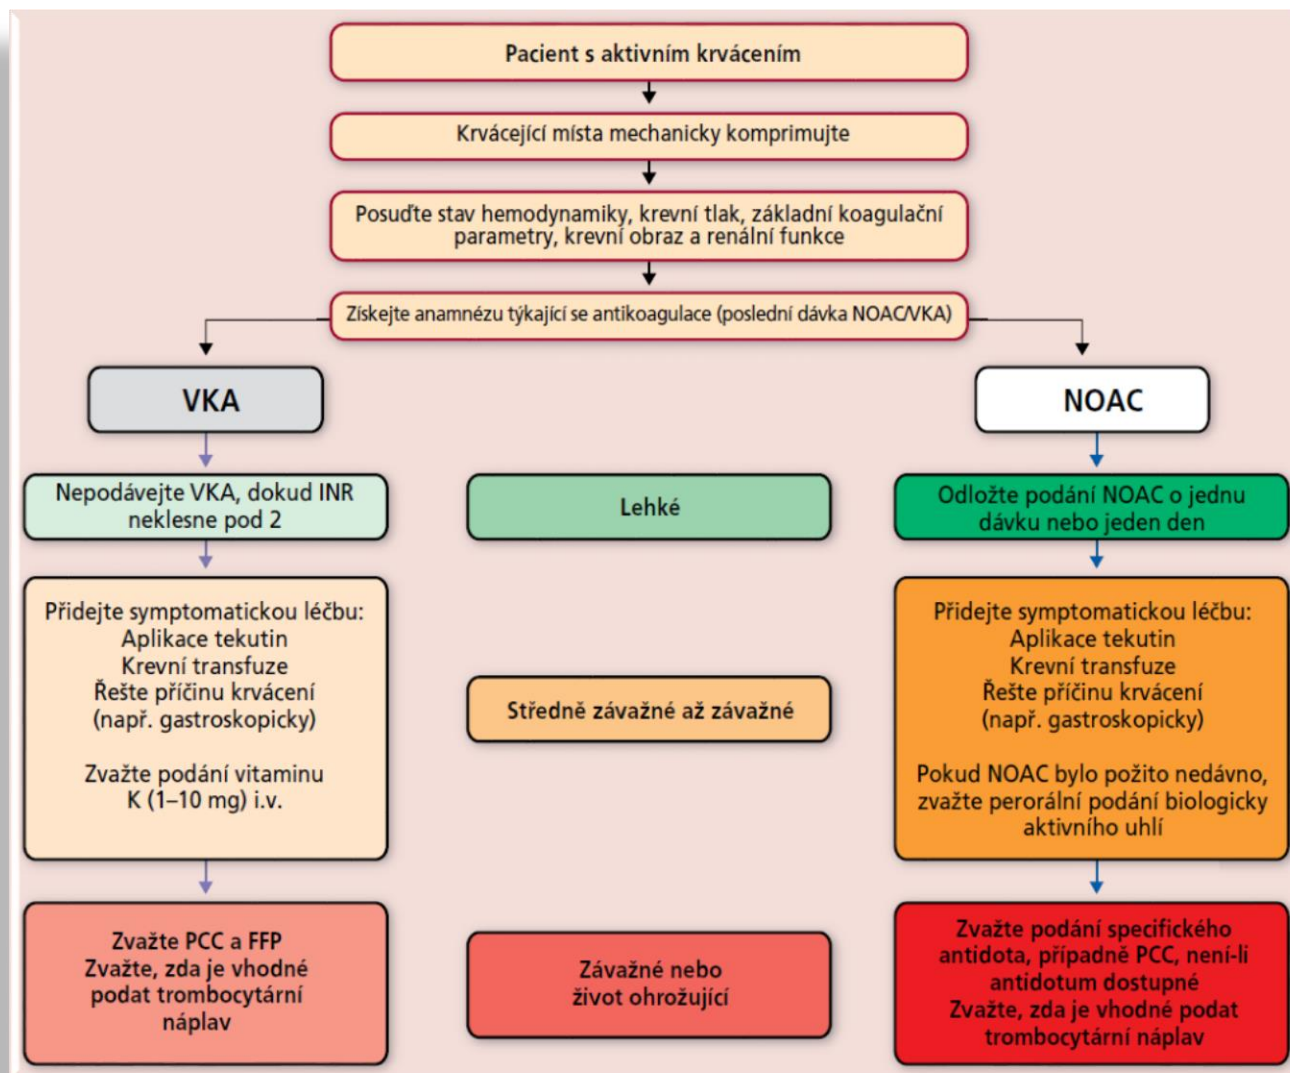 Pacient s aktivním krvácením
Krvácející místa mechanicky komprimujte
Posuďte stav hemodynamiky, krevní tlak, základní koagulační
parametry, krevní obraz a renální funkce
Získejte anamnézu týkající se antikoagulace (poslední dávka NOAC/VKA)
VKA
NOAC
Nepodávejte VKA, dokud INR
neklesne pod 2
Lehké
Odložte podání NOAC o jednu
dávku nebo jeden den
Přidejte symptomatickou léčbu:
Aplikace tekutin
Krevní transfuze
Řešte příčinu krvácení
(např. gastroskopicky)
Zvažte podání vitaminu
K (1–10 mg) i.v.
Středně závažné až závažné
Přidejte symptomatickou léčbu:
Aplikace tekutin
Krevní transfuze
Řešte příčinu krvácení
(např. gastroskopicky)
Pokud NOAC bylo požito nedávno,
zvažte perorální podání biologicky
aktivního uhlí
Zvažte PCC a FFP
Zvažte, zda je vhodné
podat trombocytární
náplav
Závažné nebo
život ohrožující
Zvažte podání specifického
antidota, případně PCC, není-li
antidotum dostupné
Zvažte, zda je vhodné podat
trombocytární náplav